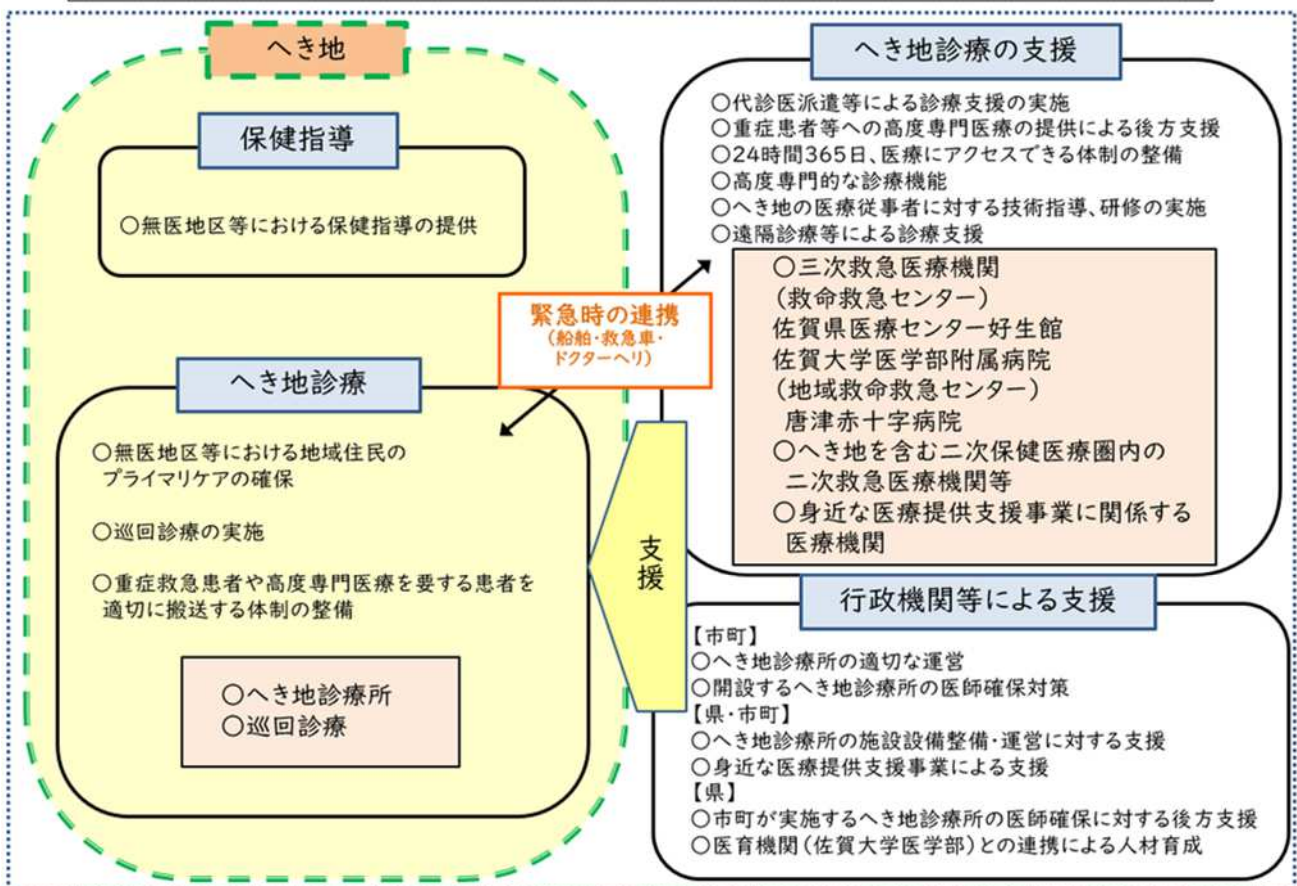 へき地
保健指導
○無医地区等における保健指導の提供
へき地診療
○無医地区等における地域住民の
プライマリケアの確保
○巡回診療の実施
○重症救急患者や高度専門医療を要する患者を
適切に搬送する体制の整備
○へき地診療所
○巡回診療
緊急時の連携
(船舶・救急車・
ドクターヘリ)
支援
へき地診療の支援
○代診医派遣等による診療支援の実施
○重症患者等への高度専門医療の提供による後方支援
○24時間365日、医療にアクセスできる体制の整備
○高度専門的な診療機能
○へき地の医療従事者に対する技術指導、研修の実施
○遠隔診療等による診療支援
○三次救急医療機関
(救命救急センター)
佐賀県医療センター好生館
佐賀大学医学部附属病院
(地域救命救急センター)
唐津赤十字病院
○へき地を含む二次保健医療圏内の
二次救急医療機関等
○身近な医療提供支援事業に関係する
医療機関
行政機関等による支援
【市町】
○へき地診療所の適切な運営
○開設するへき地診療所の医師確保対策
【県・市町】
○へき地診療所の施設設備整備・運営に対する支援
○身近な医療提供支援事業による支援
【県】
○市町が実施するへき地診療所の医師確保に対する後方支援
○医育機関(佐賀大学医学部)との連携による人材育成